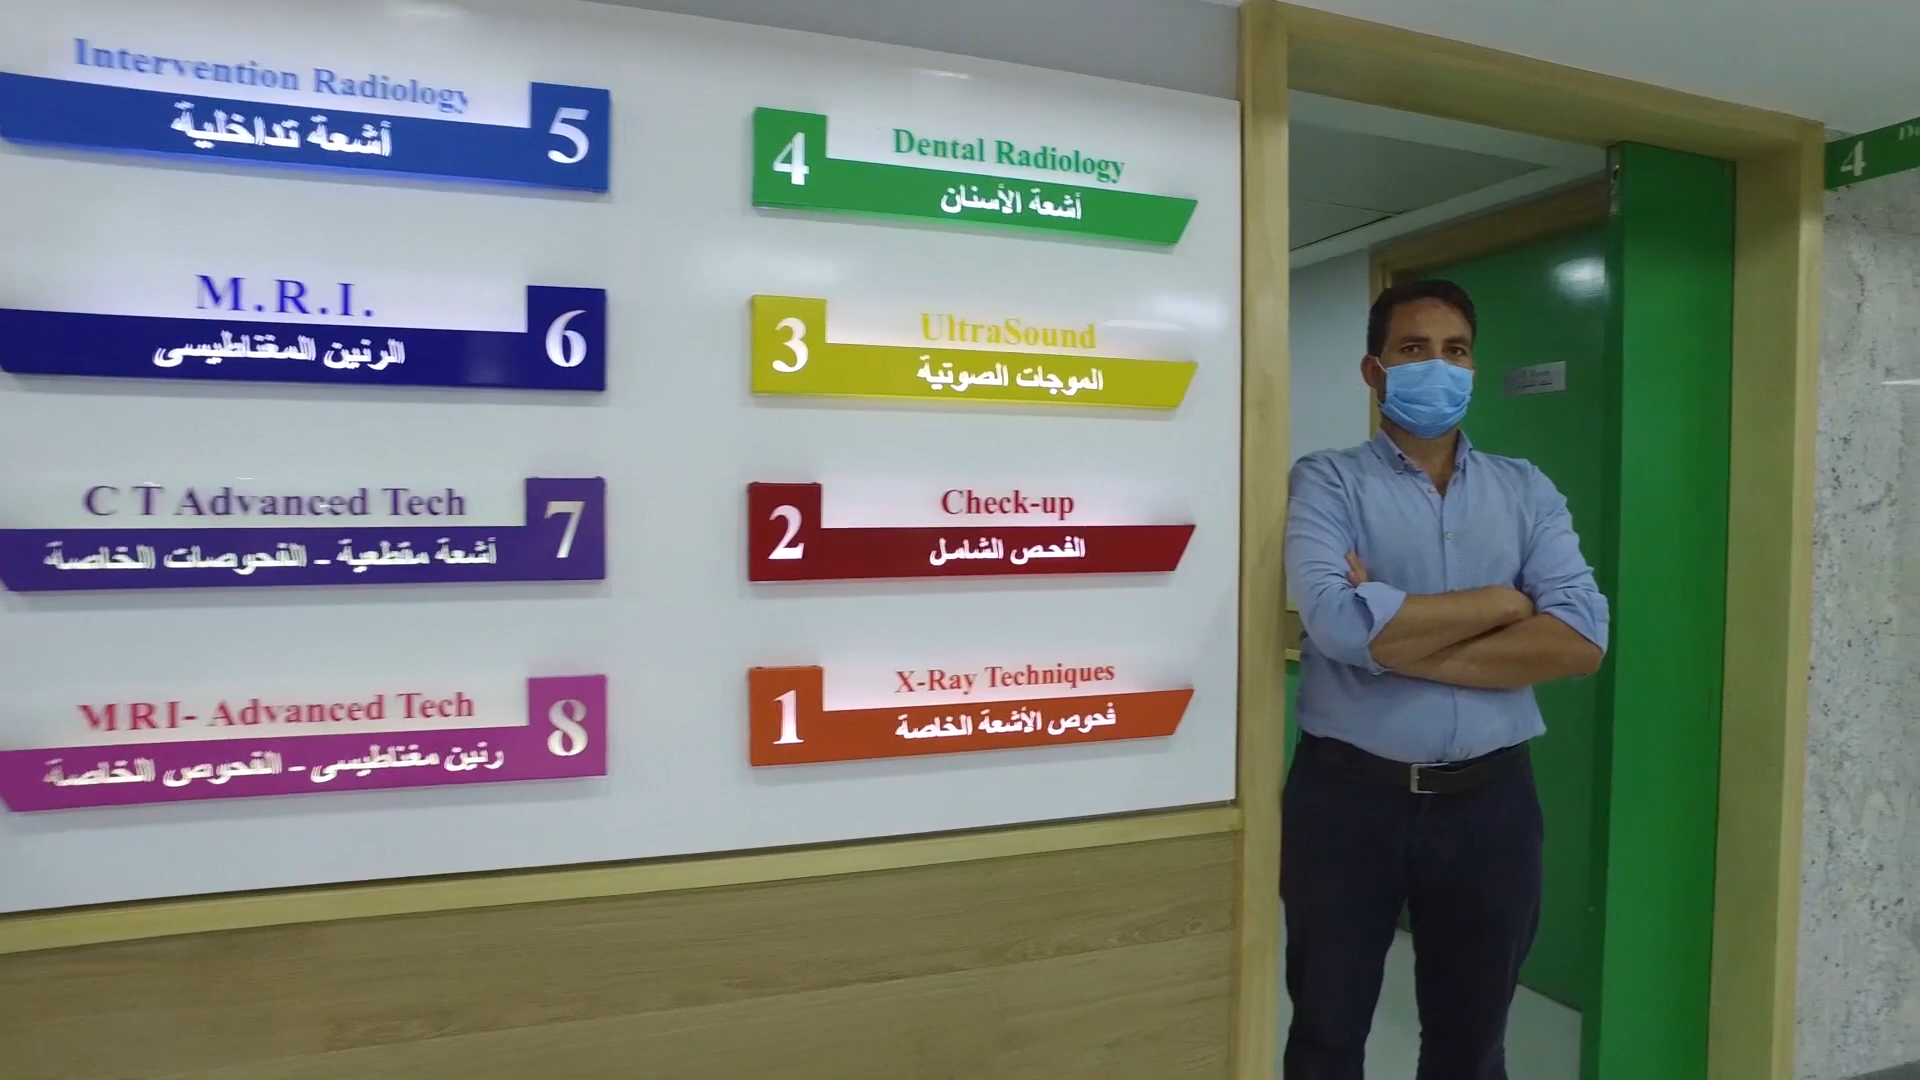 Intervention Radiology
5
أشعة تداخلية
M.R.I.
6
الرنين المغناطيسى
C T Advanced Tech
7
أشعة مقطعية - الفحوصات الخاصة
MRI- Advanced Tech
8
رنين مغناطيسى - الفحوص الخاصة
4
Dental Radiology
أشعة الأسنان
3
UltraSound
الموجات الصوتية
2
Check-up
الفحص الشامل
1
X-Ray Techniques
فحوص الأشعة الخاصة
4